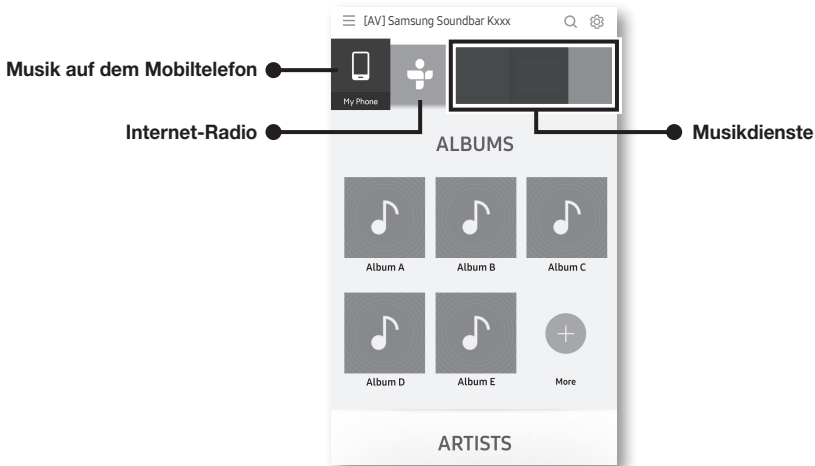 [AV] Samsung Soundbar Kxxx
Musik auf dem Mobiltelefon
My Phone
Internet-Radio
Musikdienste
ALBUMS
Album A
Album B
Album C
Album D
Album E
More
ARTISTS